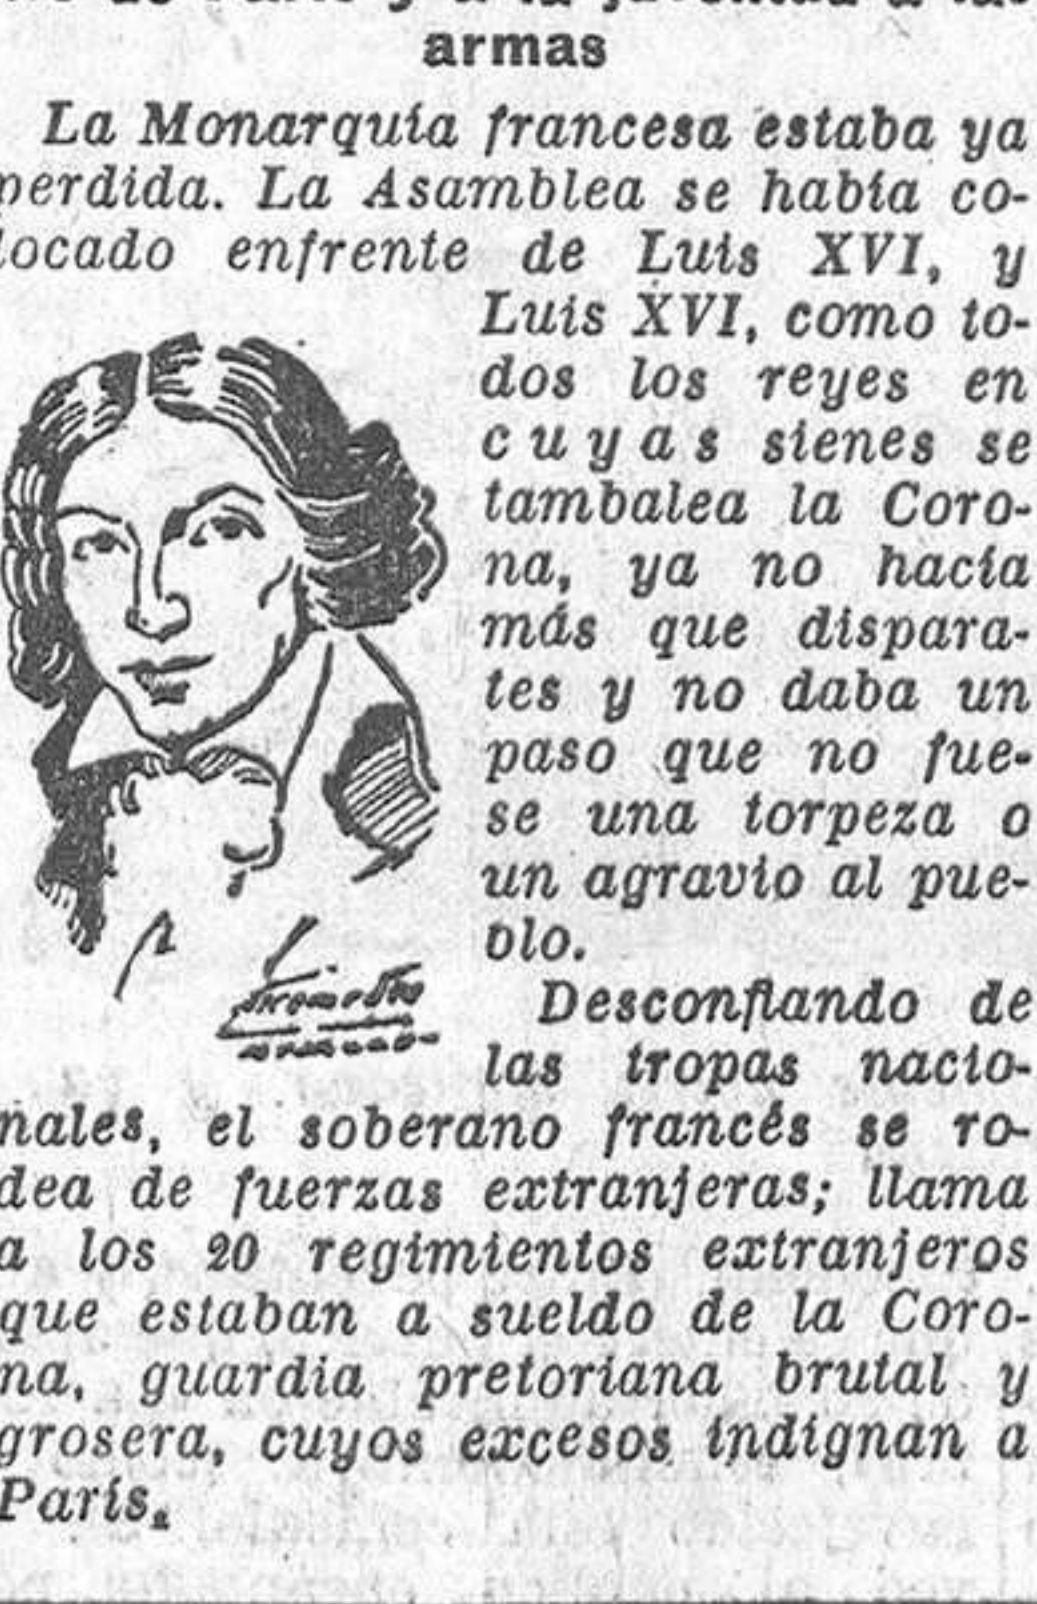 armas
La Monarquía francesa estaba ya
perdida. La Asamblea se había co-
locado enfrente de Luis XVI, y
Luis XVI, como to-
dos los reyes en
cuyas sienes se
tambalea la Coro-
na, ya no hacía
más que dispara-
tes y no daba un
paso que no fue-
se una torpeza o
un agravio al pue-
blo.
Desconfiando de
las tropas nacio-
nales, el soberano francés se ro-
dea de fuerzas extranjeras; llama
a los 20 regimientos extranjeros
que estaban a sueldo de la Coro-
na, guardia pretoriana brutal y
grosera, cuyos excesos indignan a
París.